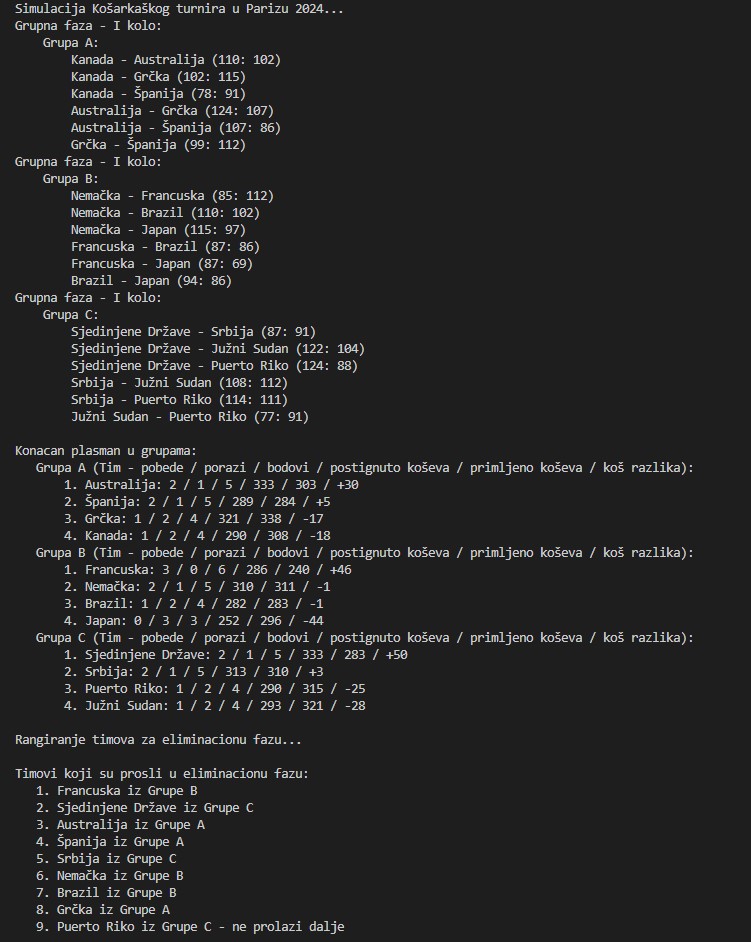 Simulacija Košarkaškog turnira u Parizu 2024...
Grupna faza - I kolo:
Grupa A:
Kanada - Australija (110: 102)
Kanada - Grčka (102: 115)
Kanada - Španija (78: 91)
Australija - Grčka (124: 107)
Australija - Španija (107: 86)
Grčka - Španija (99: 112)
Grupna faza - I kolo:
Grupa B:
Nemačka - Francuska (85: 112)
Nemačka - Brazil (110: 102)
Nemačka - Japan (115: 97)
Francuska - Brazil (87: 86)
Francuska - Japan (87: 69)
Brazil - Japan (94: 86)
Grupna faza - I kolo:
Grupa C:
Sjedinjene Države - Srbija (87: 91)
Sjedinjene Države - Južni Sudan (122: 104)
Sjedinjene Države - Puerto Riko (124: 88)
Srbija - Južni Sudan (108: 112)
Srbija - Puerto Riko (114: 111)
Južni Sudan - Puerto Riko (77: 91)
Konacan plasman u grupama:
Grupa A (Tim - pobede / porazi / bodovi / postignuto koševa / primljeno koševa / koš razlika):
1. Australija: 2 / 1 / 5 / 333 / 303 / +30
2. Španija: 2 / 1 / 5 / 289 / 284 / +5
3. Grčka: 1 / 2 / 4 / 321 / 338 / -17
4. Kanada: 1 / 2 / 4 / 290 / 308 / -18
Grupa B (Tim - pobede / porazi / bodovi / postignuto koševa / primljeno koševa / koš razlika):
1. Francuska: 3 / 0 / 6 / 286 / 240 / +46
2. Nemačka: 2 / 1 / 5 / 310 / 311 / -1
3. Brazil: 1 / 2 / 4 / 282 / 283 / -1
4. Japan: 0 / 3 / 3 / 252 / 296 / -44
Grupa C (Tim - pobede / porazi / bodovi / postignuto koševa / primljeno koševa / koš razlika):
1. Sjedinjene Države: 2 / 1 / 5 / 333 / 283 / +50
2. Srbija: 2 / 1 / 5 / 313 / 310 / +3
3. Puerto Riko: 1 / 2 / 4 / 290 / 315 / -25
4. Južni Sudan: 1 / 2 / 4 / 293 / 321 / -28
Rangiranje timova za eliminacionu fazu...
Timovi koji su prosli u eliminacionu fazu:
1. Francuska iz Grupe B
2. Sjedinjene Države iz Grupe C
3. Australija iz Grupe A
4. Španija iz Grupe A
5. Srbija iz Grupe C
6. Nemačka iz Grupe B
7. Brazil iz Grupe B
8. Grčka iz Grupe A
9. Puerto Riko iz Grupe C - ne prolazi dalje